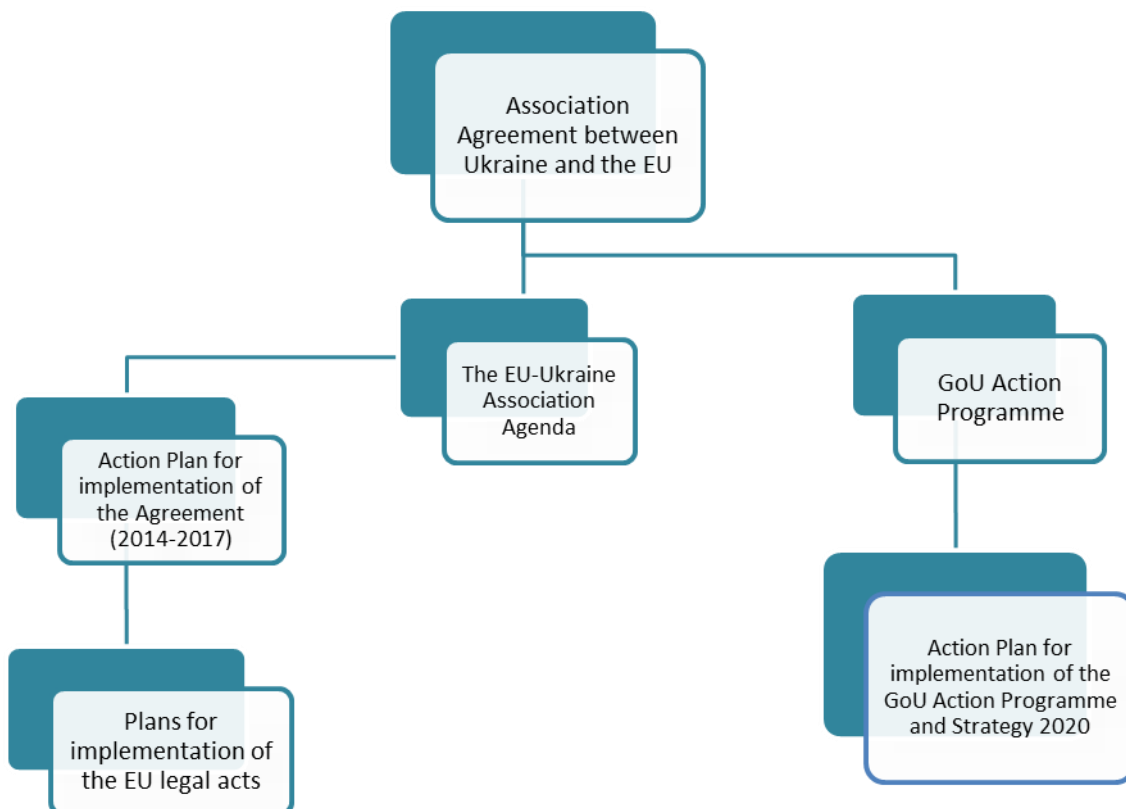 Association
Agreement between
Ukraine and the EU
The EU-Ukraine
Association
Agenda
GoU Action
Programme
Action Plan for
implementation of
the Agreement
(2014-2017)
Action Plan for
implementation of the
GoU Action Programme
and Strategy 2020
Plans for
implementation of
the EU legal acts